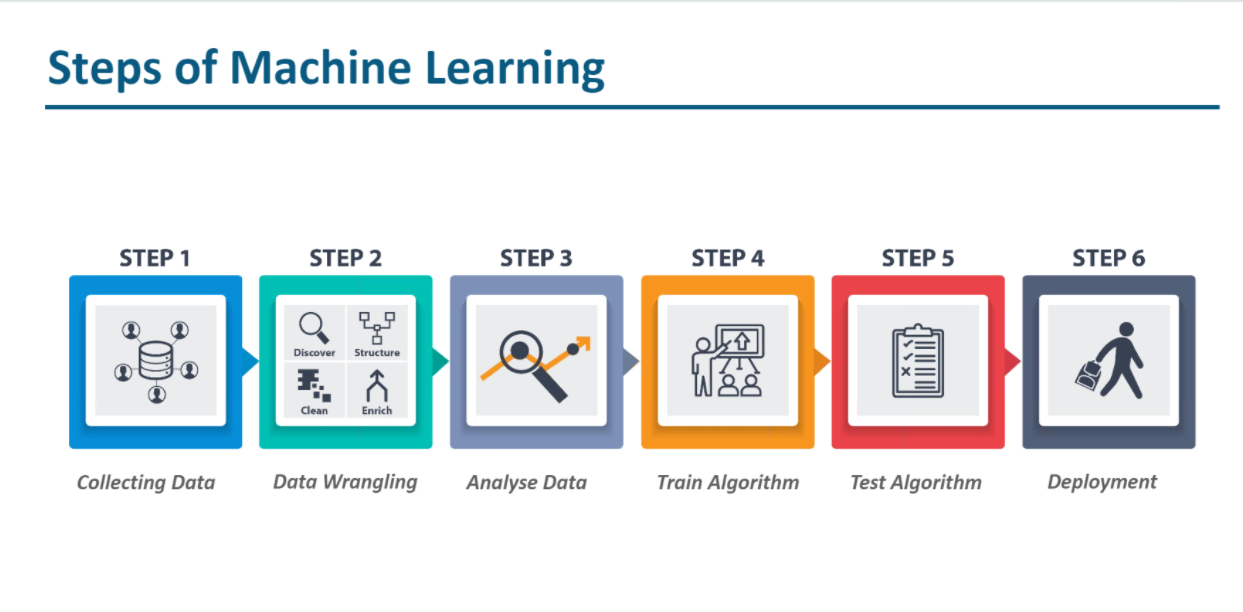 Steps of Machine Learning
STEP 1
STEP 2
STEP 3
STEP 4
STEP 5
STEP 6
Discover
Structure
Clean
Enrich
Collecting Data
Data Wrangling
Analyse Data
Train Algorithm
Test Algorithm
Deployment